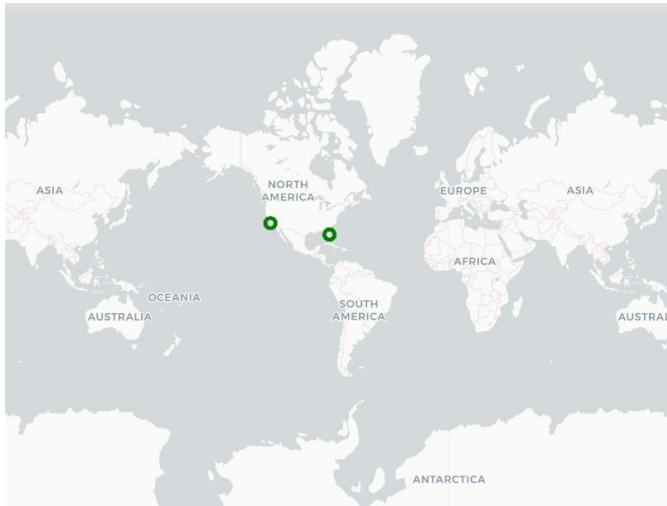 ASIA
NORTH
AMERICA
EUROPE
ASIA
AFRICA
OCEANIA
SOUTH
AMERICA
AUSTRALIA
AUSTRAL
ANTARCTICA